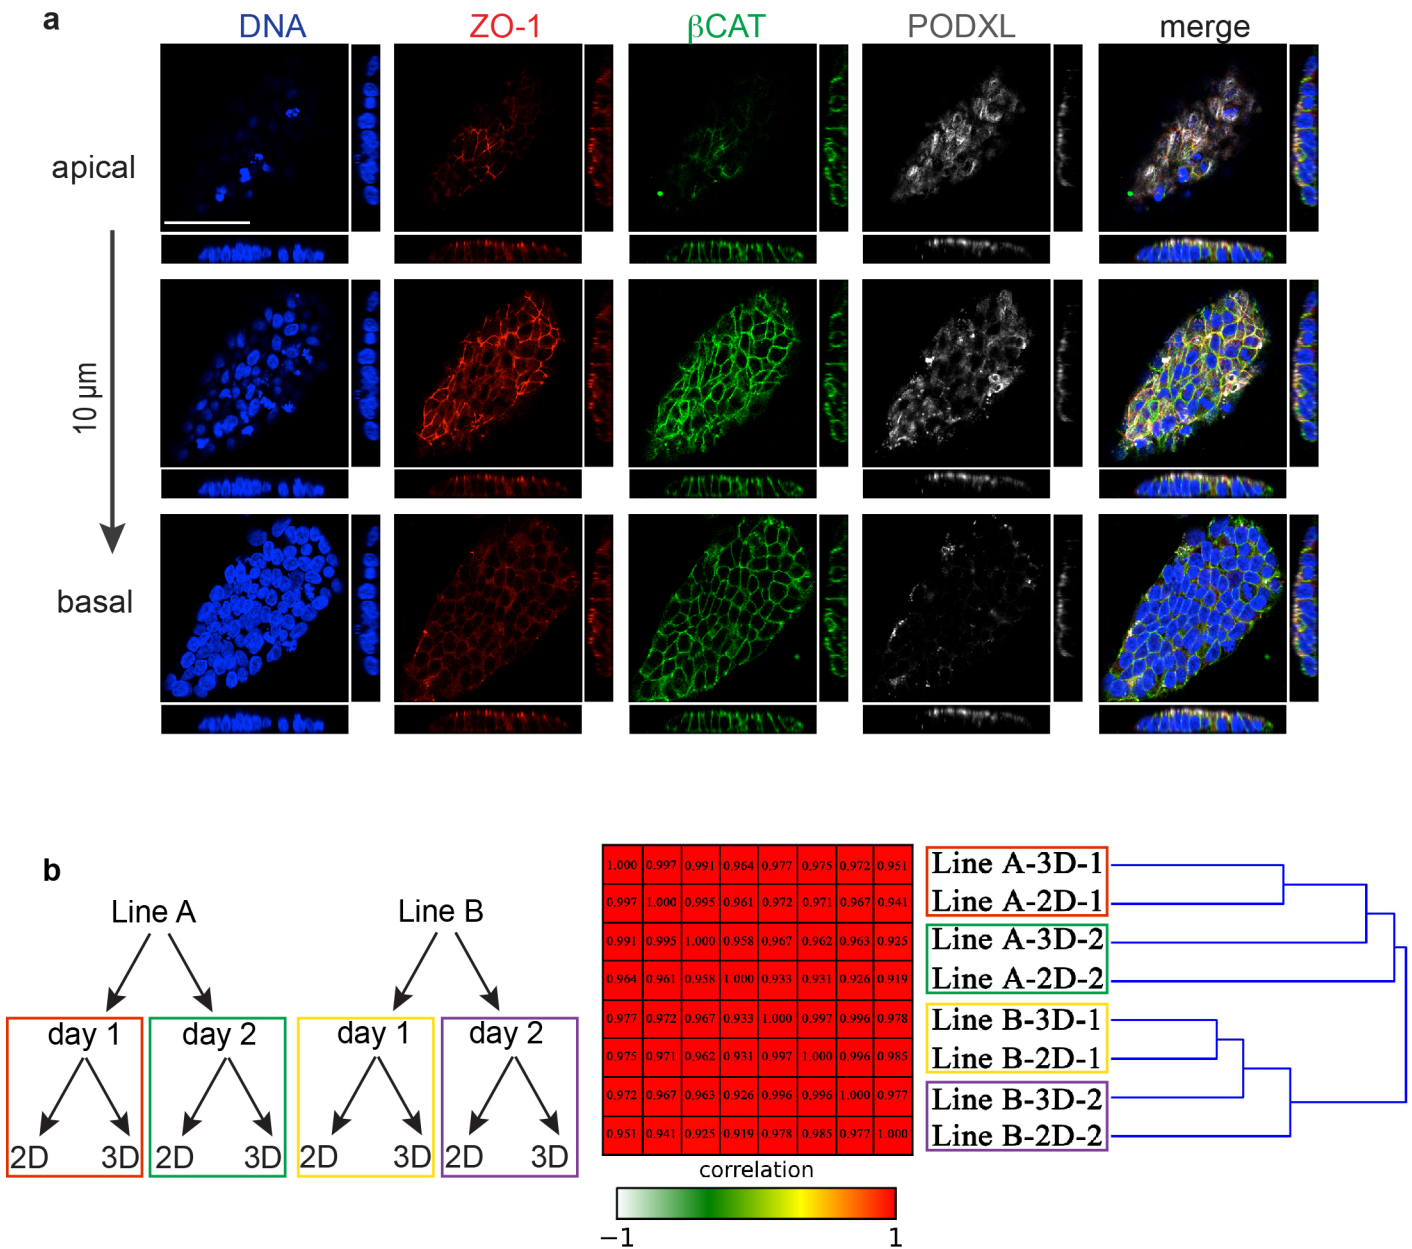 a
DNA ZO-1 βCAT PODXL merge
apical
10 µm
basal
b
Line A Line B
day 1 day 2 day 1 day 2
2D 3D 2D 3D 2D 3D 2D 3D
1.000 0.997 0.991 0.964 0.977 0.975 0.972 0.951
0.997 1.000 0.995 0.961 0.972 0.971 0.967 0.941
0.991 0.995 1.000 0.958 0.967 0.962 0.963 0.925
0.964 0.961 0.958 1.000 0.933 0.931 0.926 0.919
0.977 0.972 0.967 0.933 1.000 0.997 0.996 0.978
0.975 0.971 0.962 0.931 0.997 1.000 0.996 0.985
0.972 0.967 0.963 0.926 0.996 0.996 1.000 0.977
0.951 0.941 0.925 0.919 0.978 0.985 0.977 1.000
correlation
−1 1
Line A-3D-1
Line A-2D-1
Line A-3D-2
Line A-2D-2
Line B-3D-1
Line B-2D-1
Line B-3D-2
Line B-2D-2